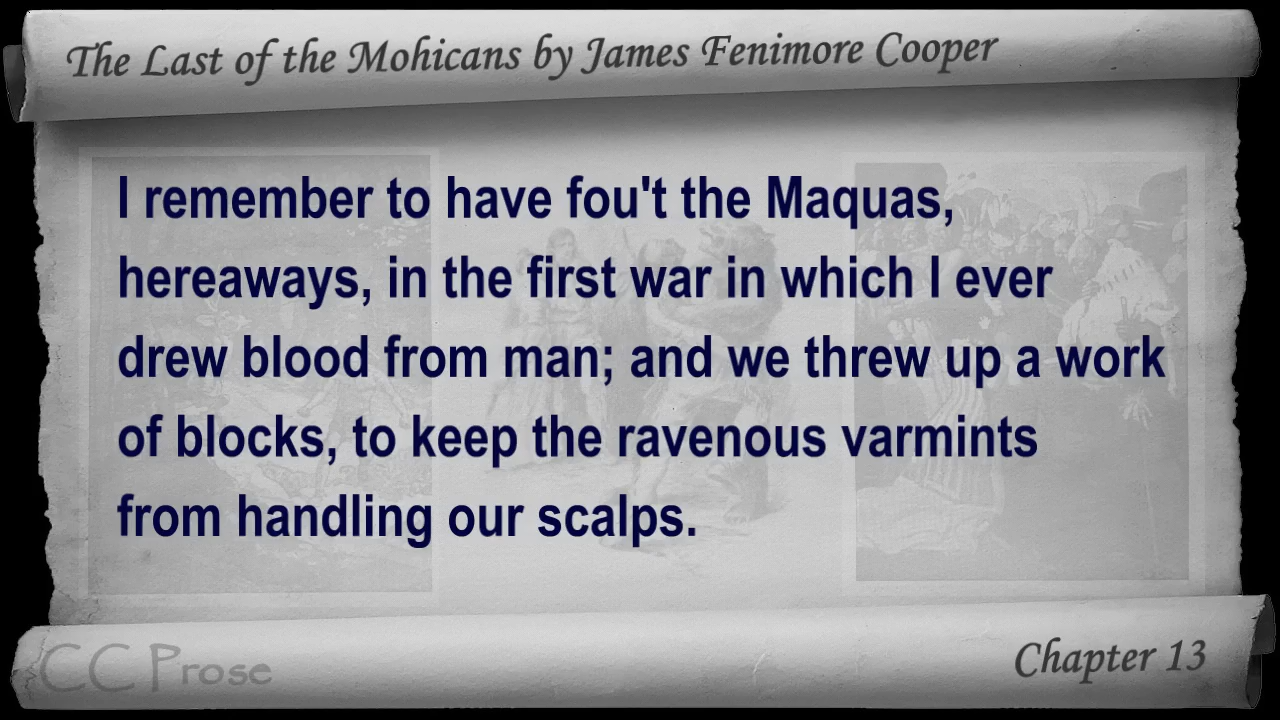 The Last of the Mohicans by James Fenimore Cooper
I remember to have fou't the Maquas,
hereaways, in the first war in which I ever
drew blood from man; and we threw up a work
of blocks, to keep the ravenous varmints
from handling our scalps.
CC Prose
Chapter 13